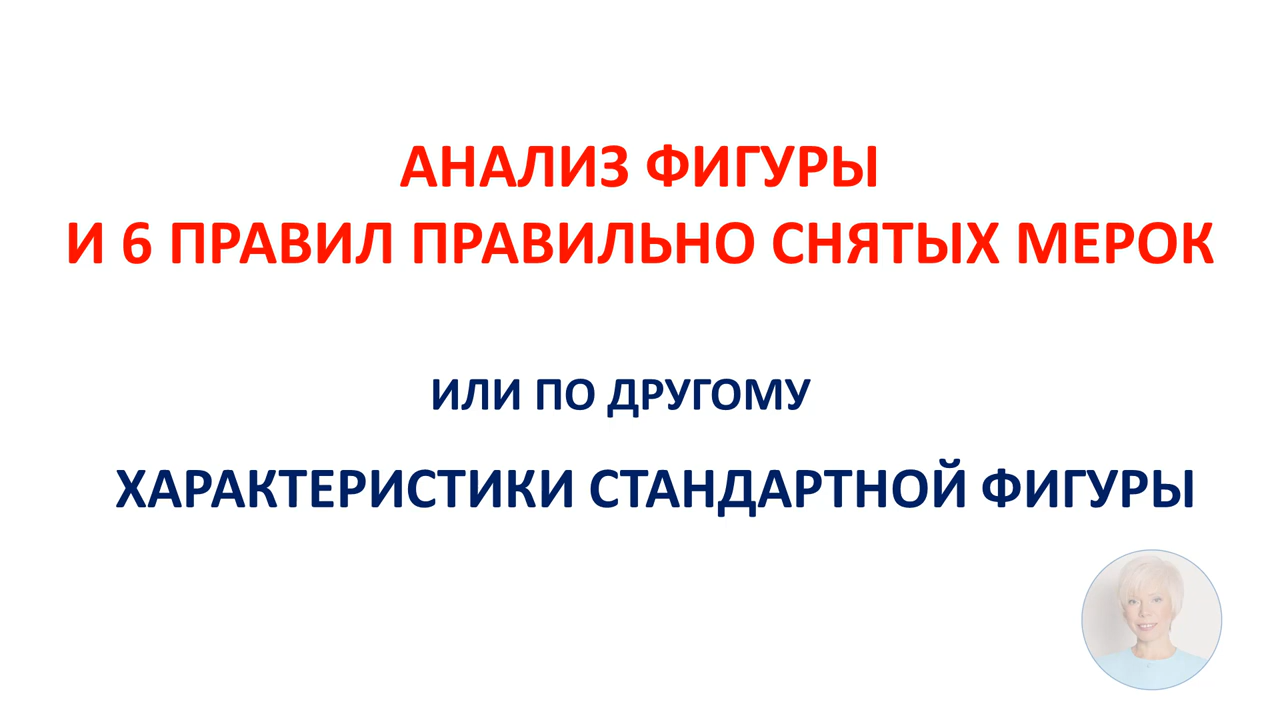 АНАЛИЗ ФИГУРЫ
И 6 ПРАВИЛ ПРАВИЛЬНО СНЯТЫХ МЕРОК
ИЛИ ПО ДРУГОМУ
ХАРАКТЕРИСТИКИ СТАНДАРТНОЙ ФИГУРЫ